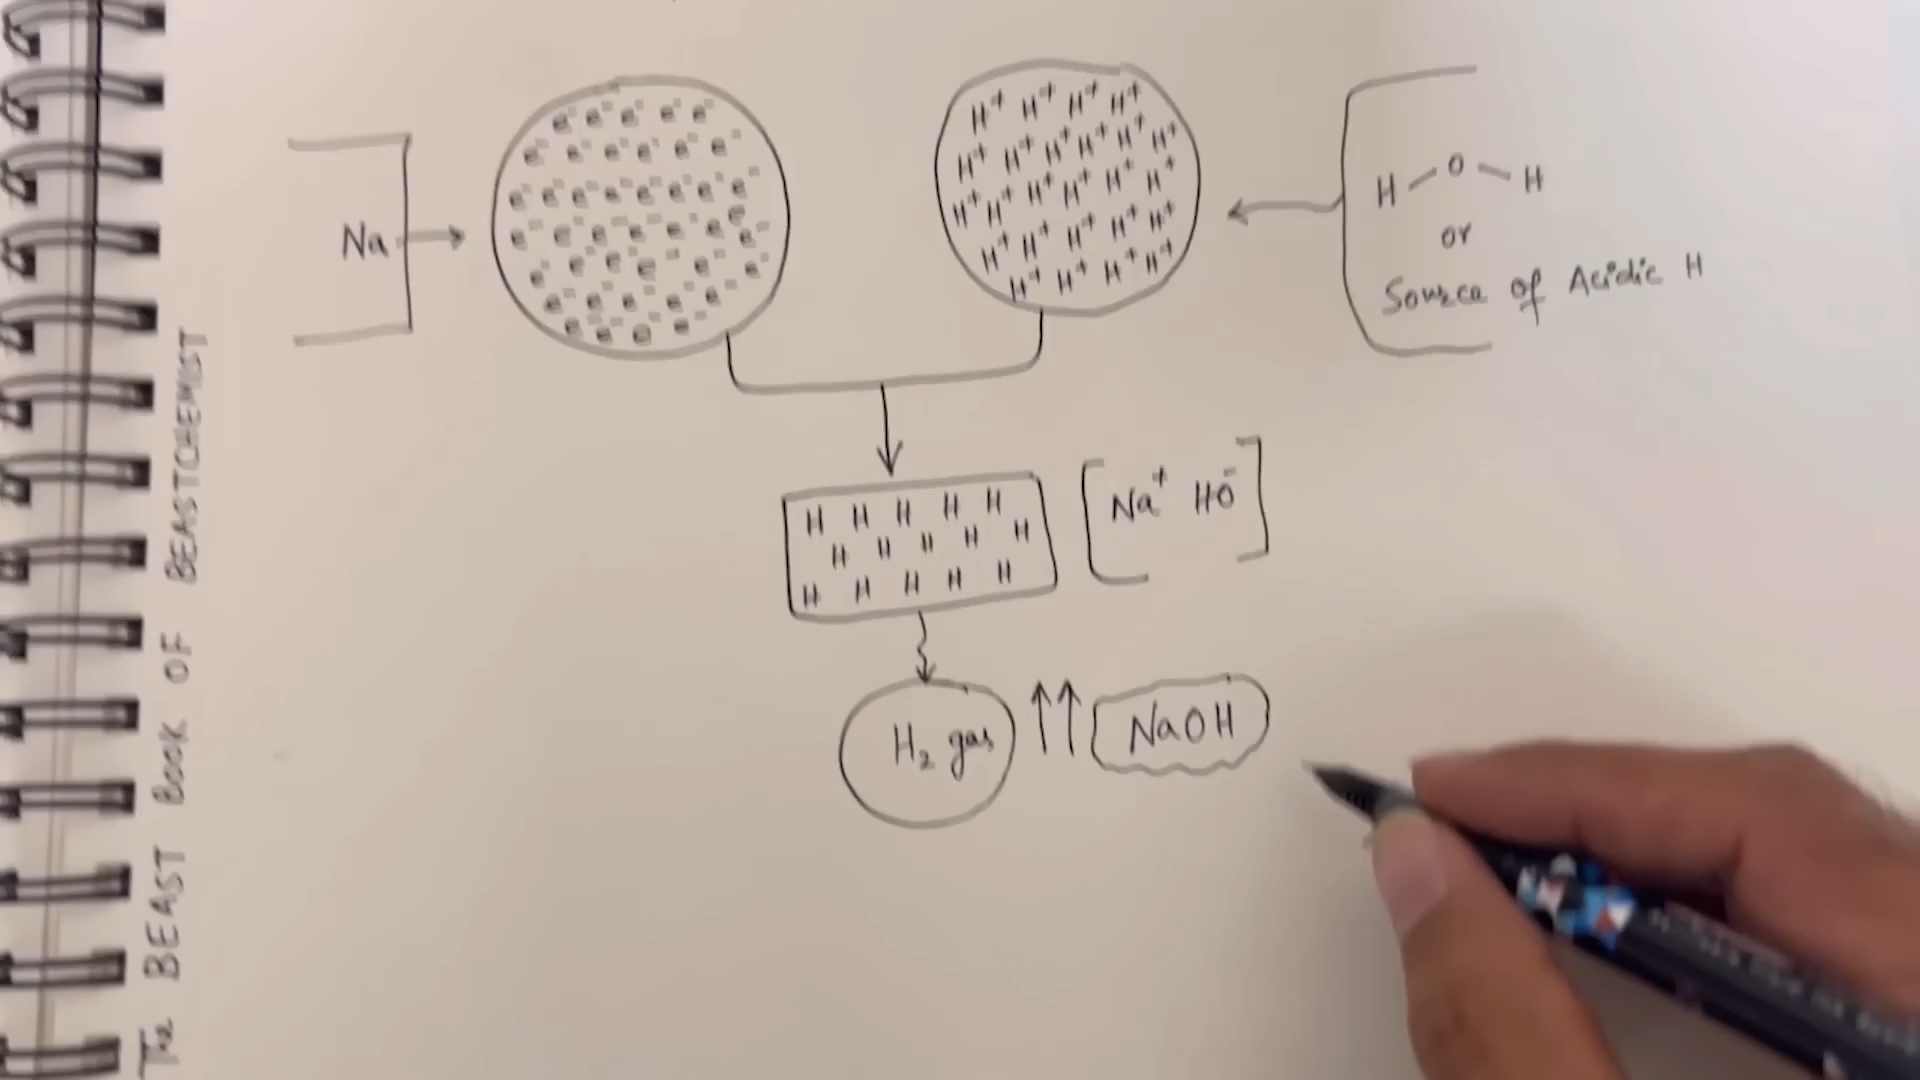 Na
e⁻ e⁻ e⁻ e⁻ e⁻
e⁻ e⁻ e⁻ e⁻ e⁻ e⁻
e⁻ e⁻ e⁻ e⁻ e⁻ e⁻ e⁻
e⁻ e⁻ e⁻ e⁻ e⁻ e⁻ e⁻
e⁻ e⁻ e⁻ e⁻ e⁻ e⁻
e⁻ e⁻ e⁻ e⁻ e⁻
e⁻ e⁻ e⁻ e⁻
H⁺ H⁺ H⁺ H⁺
H⁺ H⁺ H⁺ H⁺ H⁺ H⁺
H⁺ H⁺ H⁺ H⁺ H⁺ H⁺
H⁺ H⁺ H⁺ H⁺ H⁺
H⁺ H⁺ H⁺ H⁺
H - O - H
or
Source of Acidic H
H H H H H
H H H H H
H H H H H
Na⁺ HO⁻
H₂ gas
NaOH
The BEAST BOOK OF BEASTCHEMIST